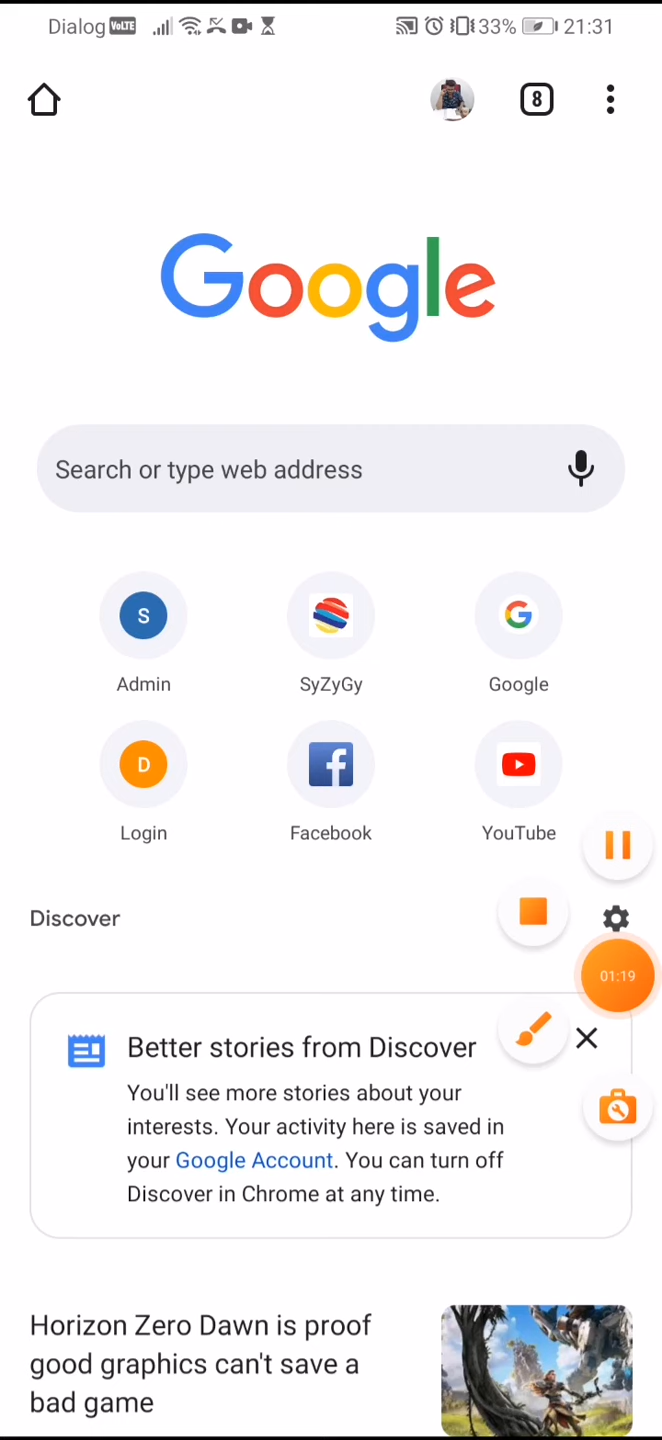 Dialog VoLTE 33% 21:31
8
Google
Search or type web address
S G
Admin SyZyGy Google
D f
Login Facebook YouTube
Discover
01:19
Better stories from Discover
You'll see more stories about your
interests. Your activity here is saved in
your Google Account. You can turn off
Discover in Chrome at any time.
Horizon Zero Dawn is proof
good graphics can't save a
bad game